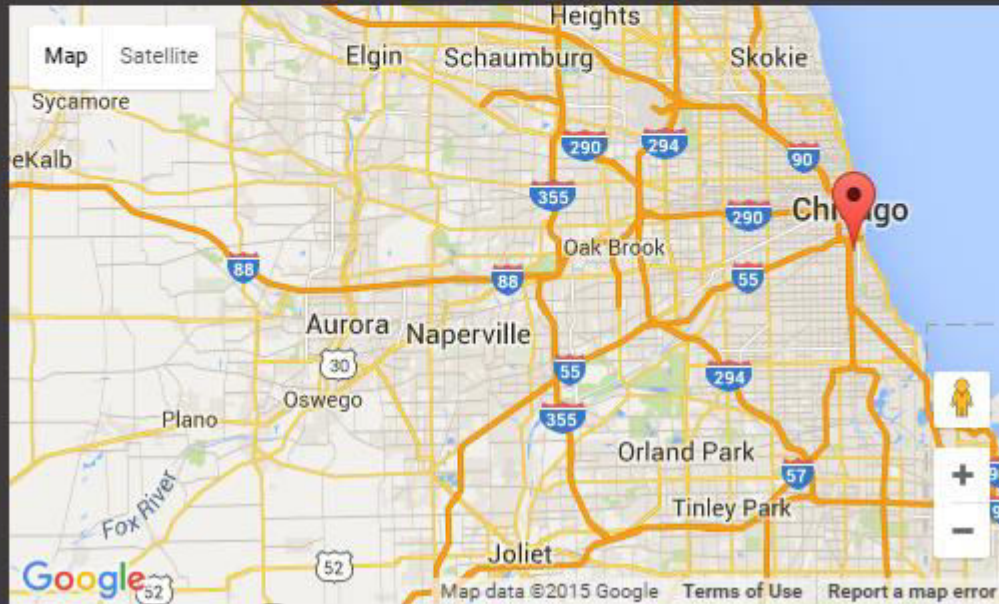 Heights
Map Satellite
Elgin
Schaumburg
Skokie
Sycamore
290
294
90
eKalb
355
290
Chicago
Oak Brook
88
88
55
Aurora
Naperville
30
55
294
Oswego
Plano
355
Orland Park
57
Tinley Park
Fox River
Joliet
52
52
Google
Map data ©2015 Google Terms of Use Report a map error